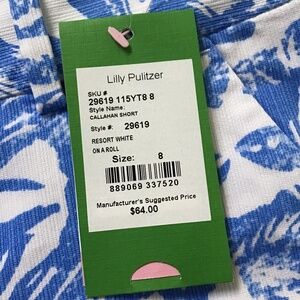 Lilly Pulitzer
SKU #
29619 115YT8 8
Style Name:
CALLAHAN SHORT
Style #: 29619
RESORT WHITE
ON A ROLL
Size: 8
889069 337520
Manufacturer's Suggested Price
$64.00